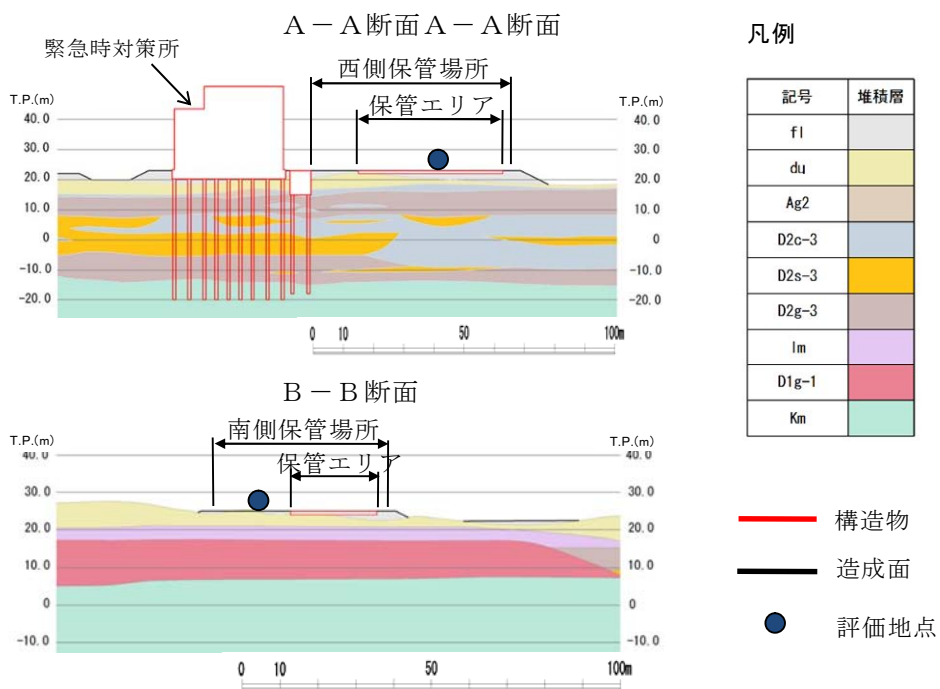 A－A断面A－A断面
緊急時対策所
西側保管場所
保管エリア
T.P.(m)
T.P.(m)
40.0
30.0
20.0
10.0
0
-10.0
-20.0
40.0
30.0
20.0
10.0
0
-10.0
-20.0
0 10 50 100m
B－B断面
南側保管場所
保管エリア
T.P.(m)
T.P.(m)
40.0
30.0
20.0
10.0
0
-10.0
40.0
30.0
20.0
10.0
0
-10.0
0 10 50 100m
凡例
記号 堆積層
fl
du
Ag2
D2c-3
D2s-3
D2g-3
lm
D1g-1
Km
構造物
造成面
評価地点